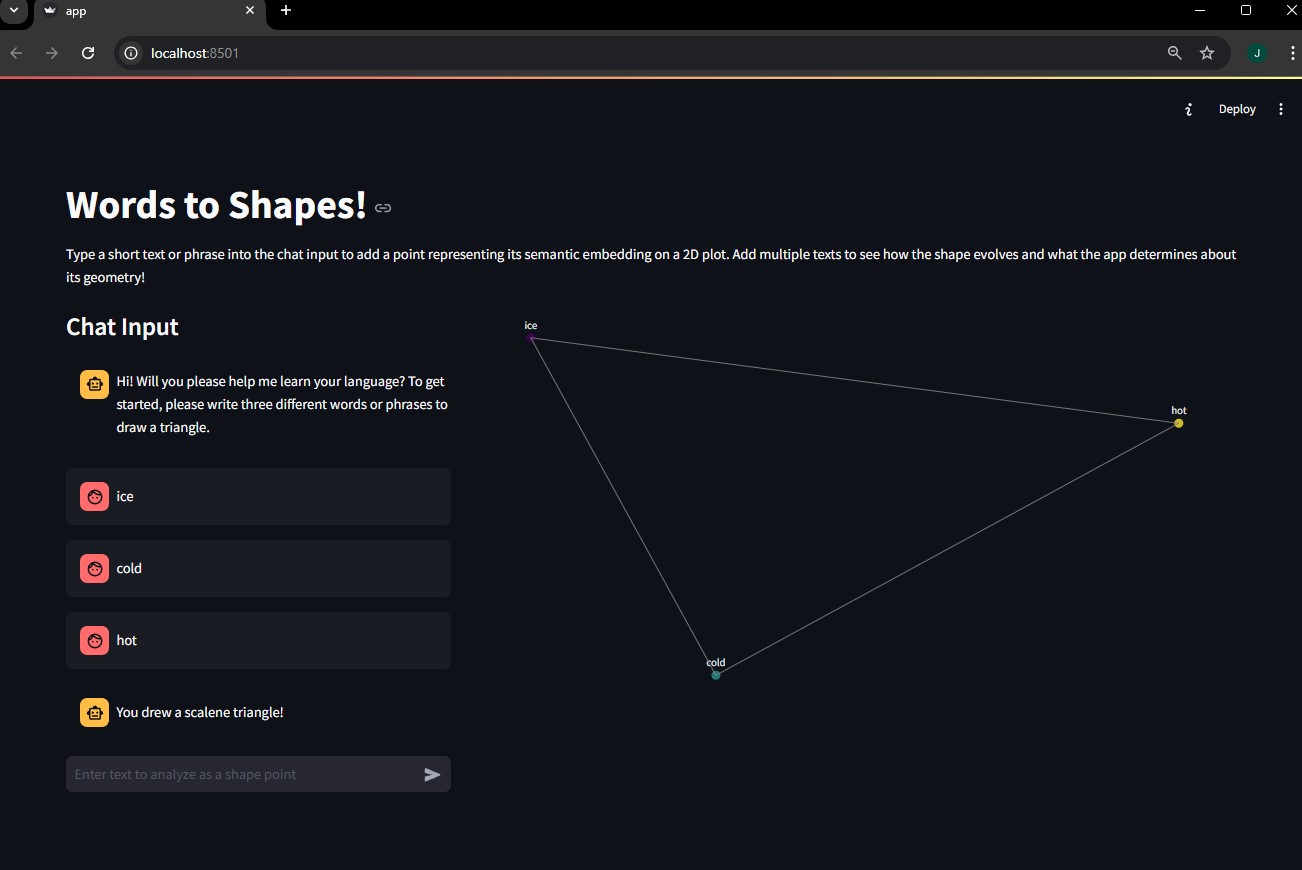 app
localhost:8501
J
Deploy
Words to Shapes!
Type a short text or phrase into the chat input to add a point representing its semantic embedding on a 2D plot. Add multiple texts to see how the shape evolves and what the app determines about
its geometry!
Chat Input
Hi! Will you please help me learn your language? To get
started, please write three different words or phrases to
draw a triangle.
ice
cold
hot
You drew a scalene triangle!
Enter text to analyze as a shape point
ice
hot
cold